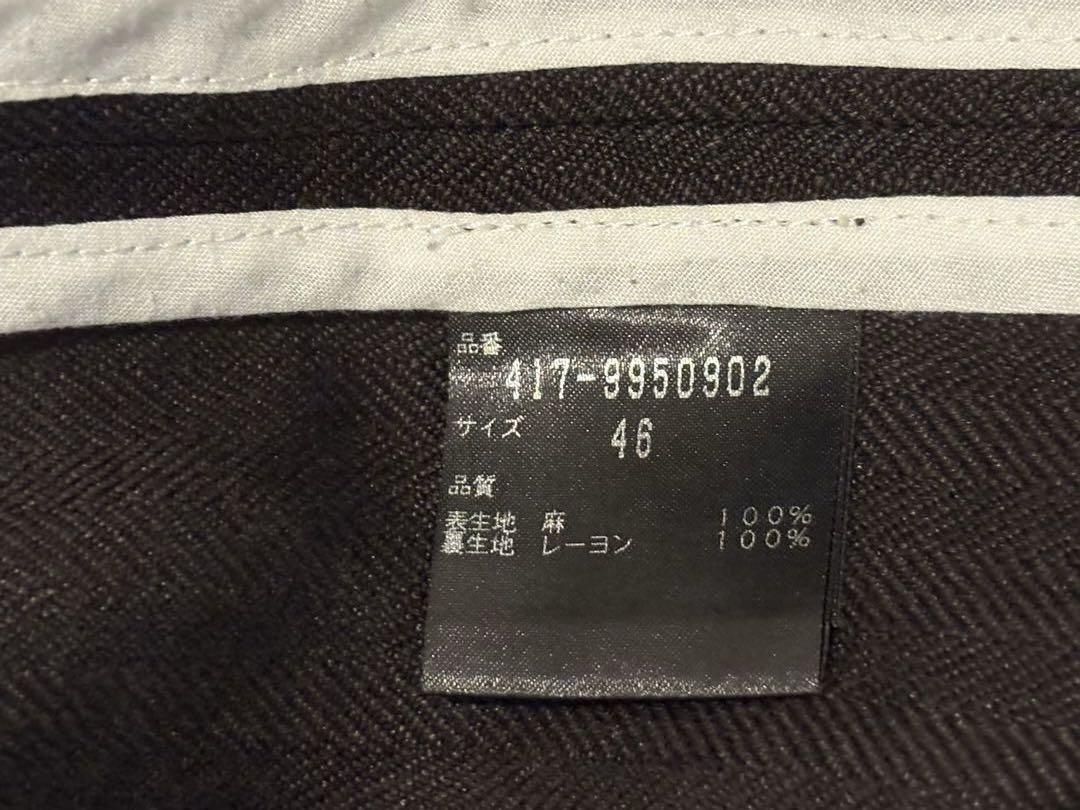 品番
417-9950902
サイズ 46
品質
表生地 麻 100%
裏生地 レーヨン 100%